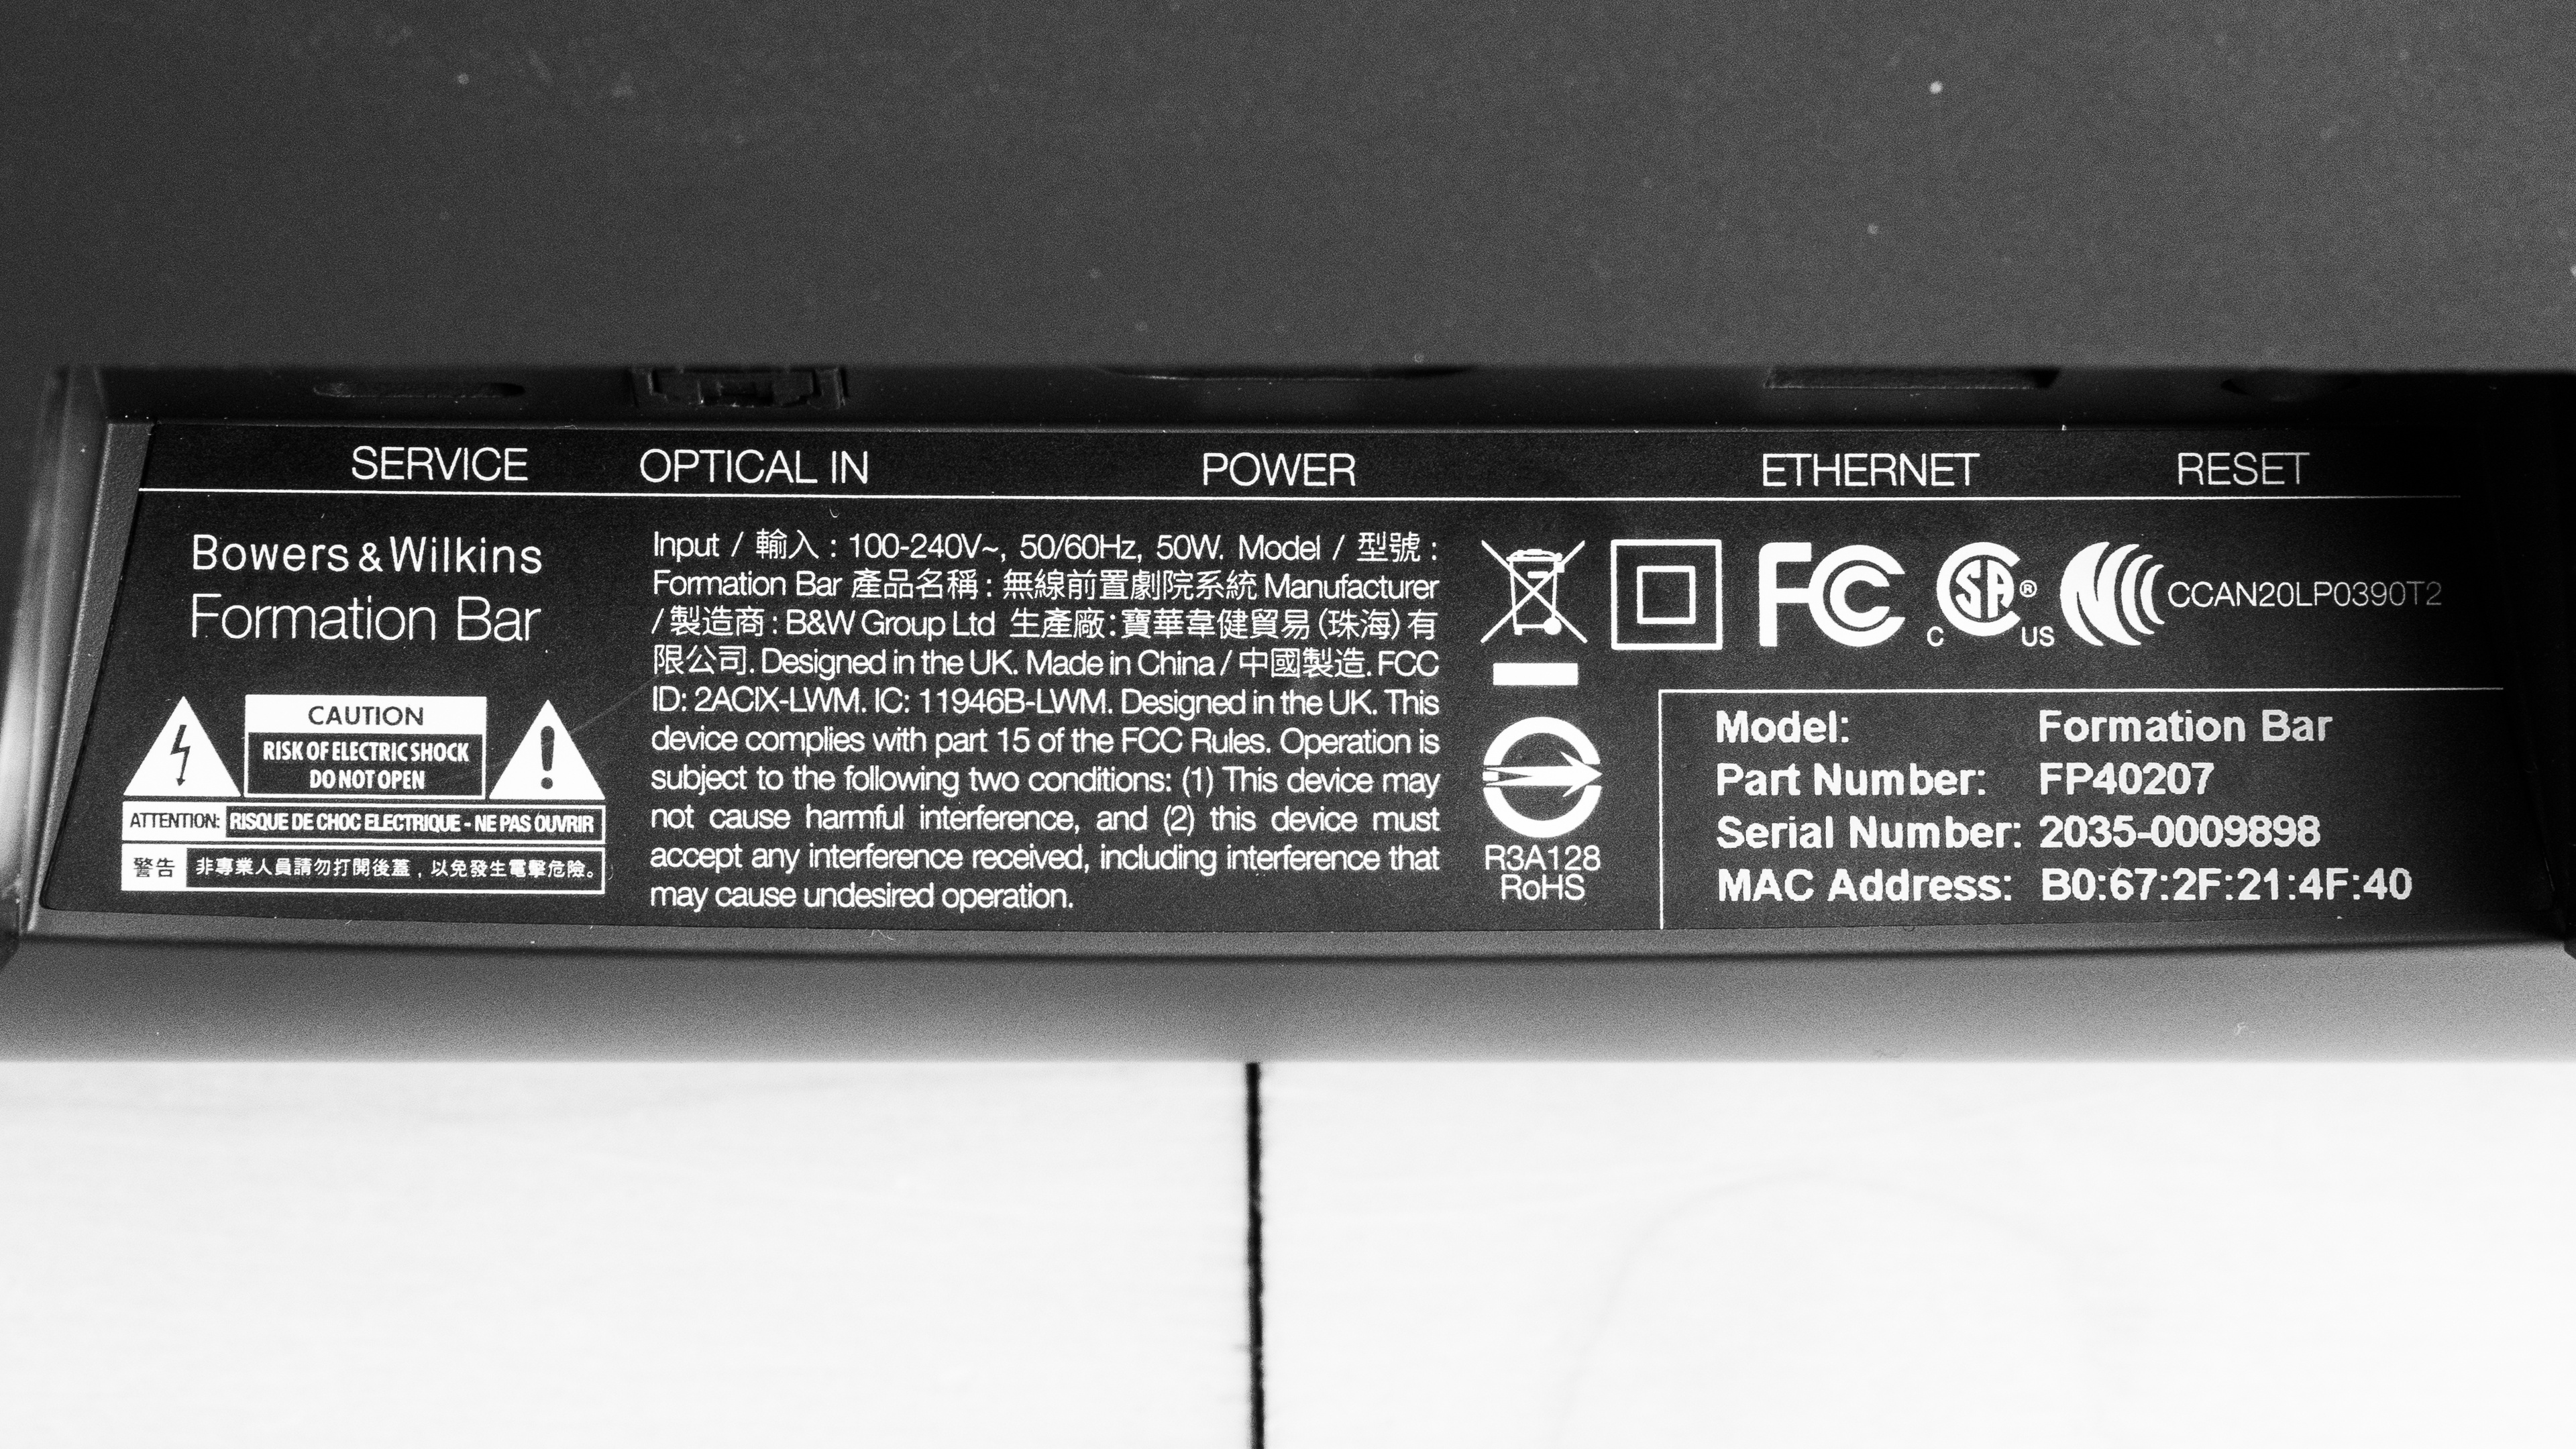 SERVICE OPTICAL IN POWER ETHERNET RESET
Bowers & Wilkins
Formation Bar
CAUTION
RISK OF ELECTRIC SHOCK
DO NOT OPEN
ATTENTION: RISQUE DE CHOC ELECTRIQUE - NE PAS OUVRIR
警告 非專業人員請勿打開後蓋，以免發生電擊危險。
Input / 輸入 : 100-240V~, 50/60Hz, 50W. Model / 型號 :
Formation Bar 產品名稱 : 無線前置劇院系統 Manufacturer
/ 製造商 : B&W Group Ltd 生產廠 : 寶華韋健貿易 (珠海) 有
限公司. Designed in the UK. Made in China / 中國製造. FCC
ID: 2ACIX-LWM. IC: 11946B-LWM. Designed in the UK. This
device complies with part 15 of the FCC Rules. Operation is
subject to the following two conditions: (1) This device may
not cause harmful interference, and (2) this device must
accept any interference received, including interference that
may cause undesired operation.
R3A128
RoHS
FC
C SA ® US
CCAN20LP0390T2
Model: Formation Bar
Part Number: FP40207
Serial Number: 2035-0009898
MAC Address: B0:67:2F:21:4F:40